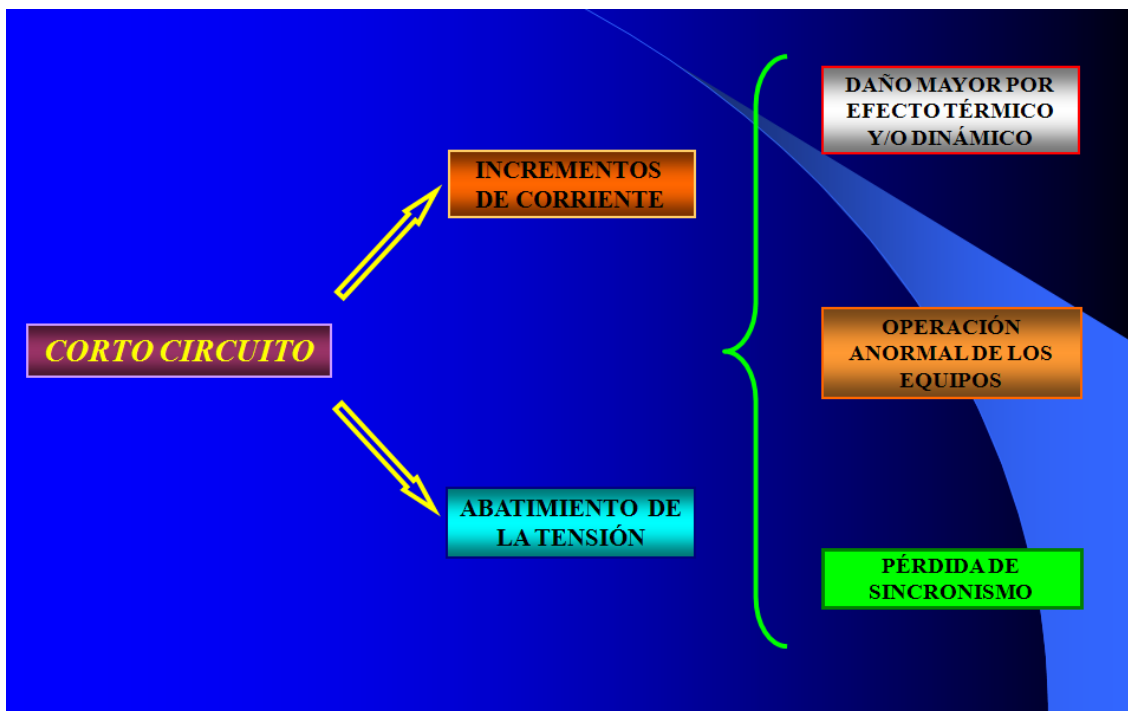 CORTO CIRCUITO
INCREMENTOS
DE CORRIENTE
ABATIMIENTO DE
LA TENSIÓN
DAÑO MAYOR POR
EFECTO TÉRMICO
Y/O DINÁMICO
OPERACIÓN
ANORMAL DE LOS
EQUIPOS
PÉRDIDA DE
SINCRONISMO